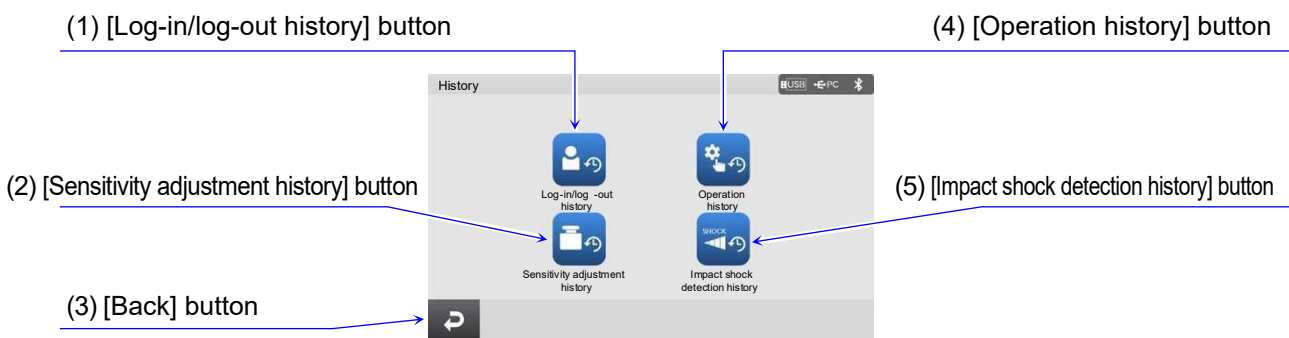 (1) [Log-in/log-out history] button
(4) [Operation history] button
History
USB PC
(2) [Sensitivity adjustment history] button
Log-in/log -out
history
Operation
history
(5) [Impact shock detection history] button
SHOCK
Sensitivity adjustment
history
Impact shock
detection history
(3) [Back] button